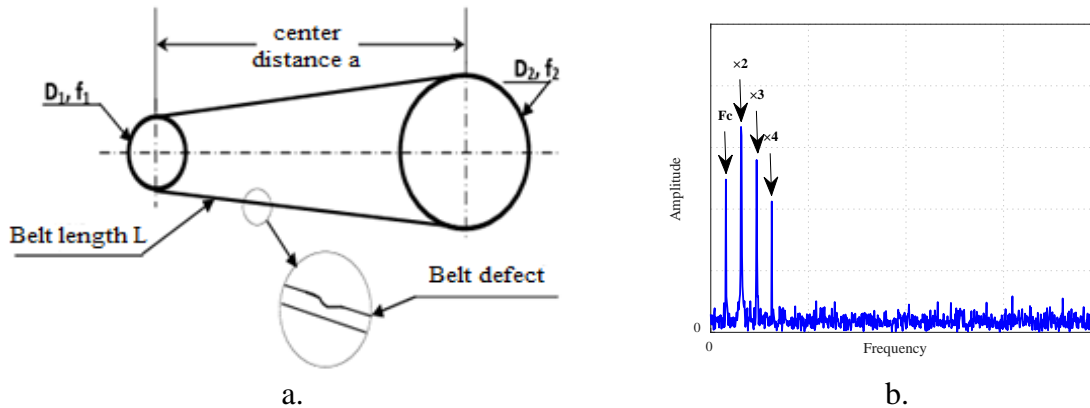 center
distance a
D₁, f₁
D₂, f₂
Belt length L
Belt defect
a.
×2
×3
Fc
×4
Amplitude
0
0
Frequency
b.